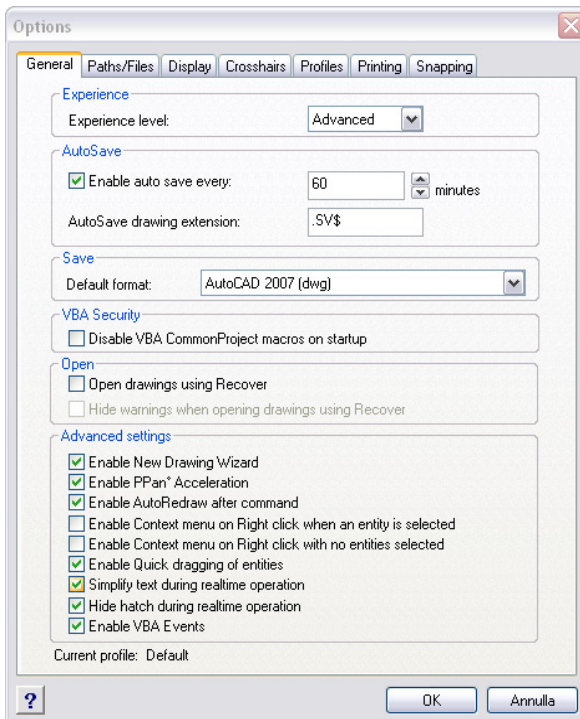 Options
General Paths/Files Display Crosshairs Profiles Printing Snapping
Experience
Experience level: Advanced
AutoSave
Enable auto save every: 60 minutes
AutoSave drawing extension: .SV$
Save
Default format: AutoCAD 2007 (dwg)
VBA Security
Disable VBA CommonProject macros on startup
Open
Open drawings using Recover
Hide warnings when opening drawings using Recover
Advanced settings
Enable New Drawing Wizard
Enable PPan* Acceleration
Enable AutoRedraw after command
Enable Context menu on Right click when an entity is selected
Enable Context menu on Right click with no entities selected
Enable Quick dragging of entities
Simplify text during realtime operation
Hide hatch during realtime operation
Enable VBA Events
Current profile: Default
? OK Annulla